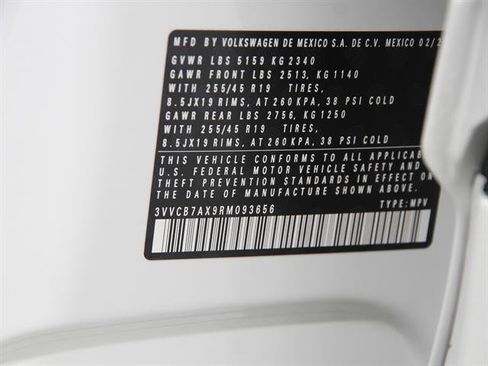 MFD BY VOLKSWAGEN DE MEXICO S.A. DE C.V. MEXICO 02/2
GVWR LBS 5159 KG 2340
GAWR FRONT LBS 2513, KG 1140
WITH 255/45 R19 TIRES,
8.5JX19 RIMS, AT 260 KPA, 38 PSI COLD
GAWR REAR LBS 2756, KG 1250
WITH 255/45 R19 TIRES,
8.5JX19 RIMS, AT 260 KPA, 38 PSI COLD
THIS VEHICLE CONFORMS TO ALL APPLICABL
U.S. FEDERAL MOTOR VEHICLE SAFETY
THEFT PREVENTION STANDARDS IN EFFECT
THE DATE OF MANUFACTURE SHOWN ABOVE
3VVCB7AX9RM093656 TYPE: MPV